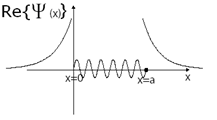 Re{Ψ(x)}
x=0 x=a x